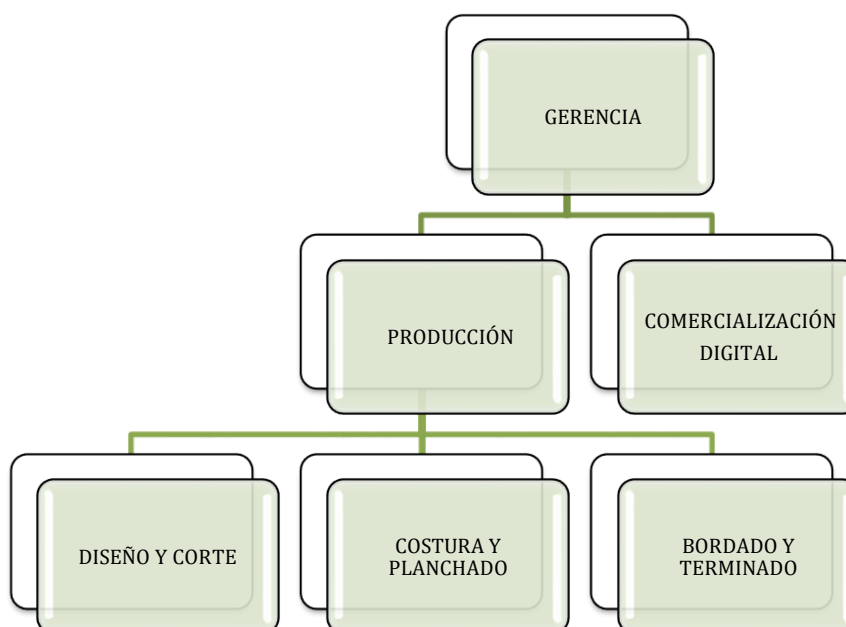 GERENCIA
PRODUCCIÓN
COMERCIALIZACIÓN
DIGITAL
DISEÑO Y CORTE
COSTURA Y
PLANCHADO
BORDADO Y
TERMINADO